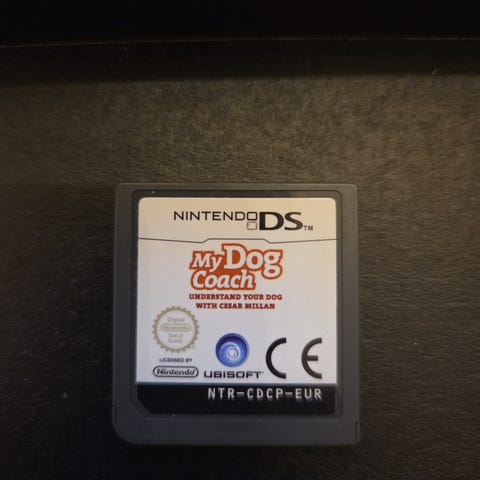 NINTENDO DS™
My Dog
Coach
UNDERSTAND YOUR DOG
WITH CESAR MILLAN
Original
Nintendo
Seal of
Quality
LICENSED BY
Nintendo
UBISOFT
CE
NTR-CDCP-EUR